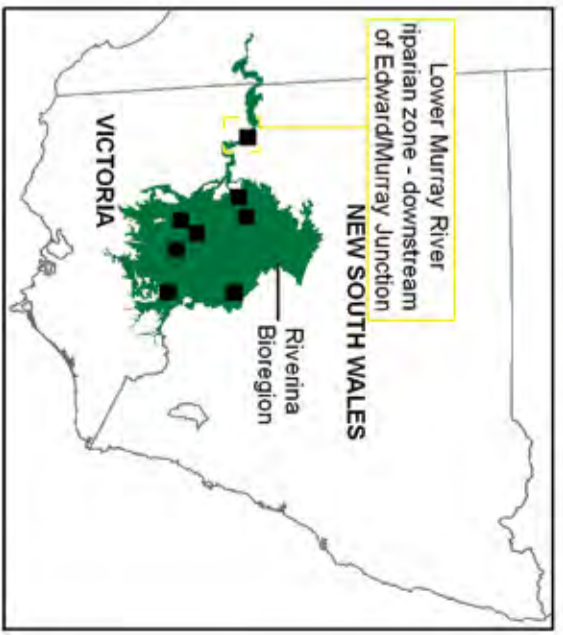 Lower Murray River
riparian zone - downstream
of Edward/Murray Junction
NEW SOUTH WALES
Riverina
Bioregion
VICTORIA